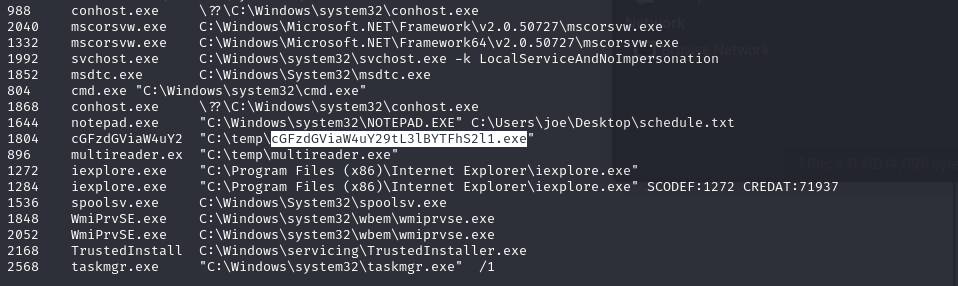 988 conhost.exe \??\C:\Windows\system32\conhost.exe
2040 mscorsvw.exe C:\Windows\Microsoft.NET\Framework\v2.0.50727\mscorsvw.exe
1332 mscorsvw.exe C:\Windows\Microsoft.NET\Framework64\v2.0.50727\mscorsvw.exe
1992 svchost.exe C:\Windows\System32\svchost.exe -k LocalServiceAndNoImpersonation
1852 msdtc.exe C:\Windows\System32\msdtc.exe
804 cmd.exe "C:\Windows\system32\cmd.exe"
1868 conhost.exe \??\C:\Windows\system32\conhost.exe
1644 notepad.exe "C:\Windows\system32\NOTEPAD.EXE" C:\Users\joe\Desktop\schedule.txt
1804 cGFzdGViaW4uY2 "C:\temp\cGFzdGViaW4uY29tL3lBYTFhS2l1.exe"
896 multireader.ex "C:\temp\multireader.exe"
1272 iexplore.exe "C:\Program Files (x86)\Internet Explorer\iexplore.exe"
1284 iexplore.exe "C:\Program Files (x86)\Internet Explorer\iexplore.exe" SCODEF:1272 CREDAT:71937
1536 spoolsv.exe C:\Windows\System32\spoolsv.exe
1848 WmiPrvSE.exe C:\Windows\system32\wbem\wmiprvse.exe
2052 WmiPrvSE.exe C:\Windows\system32\wbem\wmiprvse.exe
2168 TrustedInstall C:\Windows\servicing\TrustedInstaller.exe
2568 taskmgr.exe "C:\Windows\system32\taskmgr.exe" /1